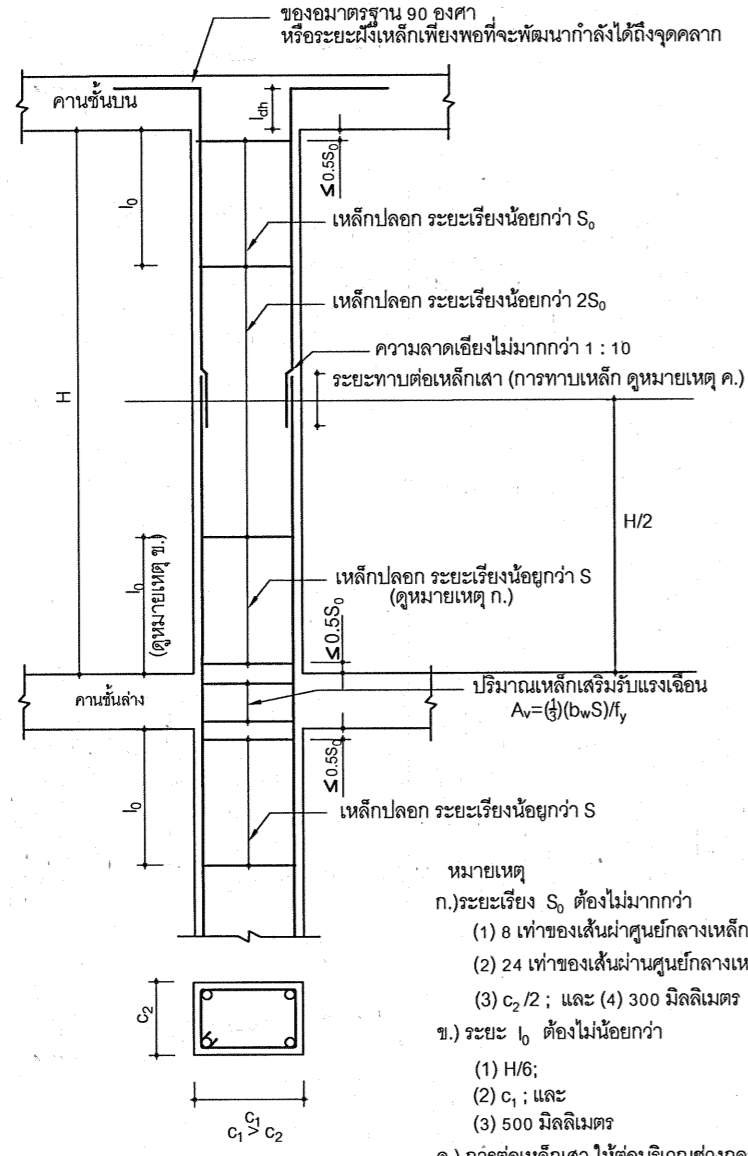 ของอมาตรฐาน 90 องศา
หรือระยะฝังเหล็กเพียงพอที่จะพัฒนากำลังได้ถึงจุดคลาก
คานชั้นบน
l_dh
≤0.5S₀
l₀
เหล็กปลอก ระยะเรียงน้อยกว่า S₀
เหล็กปลอก ระยะเรียงน้อยกว่า 2S₀
ความลาดเอียงไม่มากกว่า 1 : 10
ระยะทาบต่อเหล็กเสา (การทาบเหล็ก ดูหมายเหตุ ค.)
H
H/2
l₀
(ดูหมายเหตุ ข.)
เหล็กปลอก ระยะเรียงน้อยกว่า S
(ดูหมายเหตุ ก.)
≤0.5S₀
คานชั้นล่าง
ปริมาณเหล็กเสริมรับแรงเฉือน
Aᵥ=(⅓)(b_wS)/f_y
≤0.5S₀
l₀
เหล็กปลอก ระยะเรียงน้อยกว่า S
หมายเหตุ
ก.)ระยะเรียง S₀ ต้องไม่มากกว่า
(1) 8 เท่าของเส้นผ่าศูนย์กลางเหล็ก
(2) 24 เท่าของเส้นผ่านศูนย์กลางเห
(3) c₂/2 ; และ (4) 300 มิลลิเมตร
ข.) ระยะ l₀ ต้องไม่น้อยกว่า
(1) H/6;
(2) c₁ ; และ
(3) 500 มิลลิเมตร
c₂
c₁
c₁ > c₂